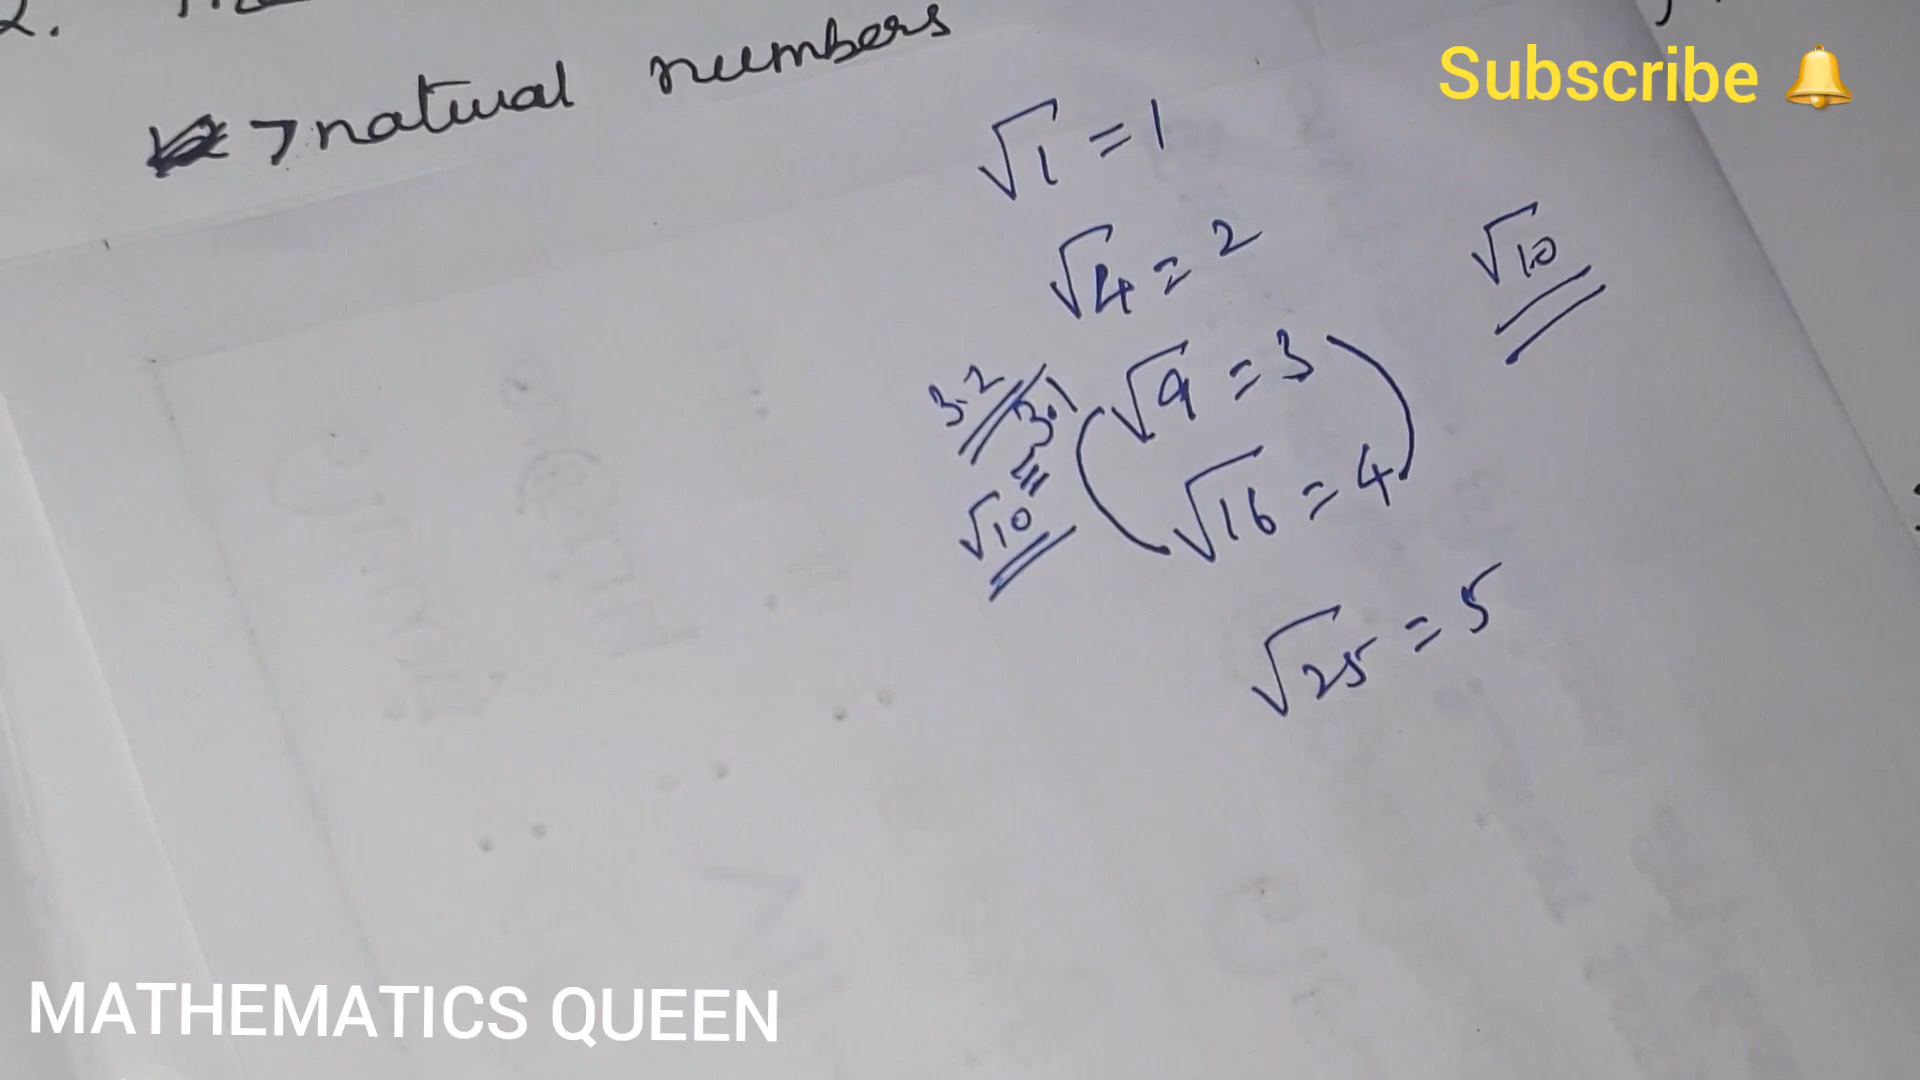 2.
> natural numbers
Subscribe 🔔
√1 = 1
√4 = 2
√10
3.2
3.1
√9 = 3
√10
√16 = 4
√25 = 5
MATHEMATICS QUEEN